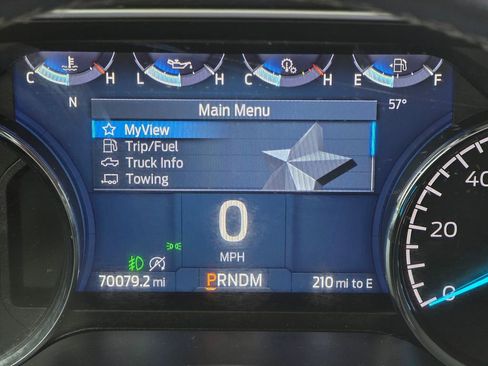 C H L H C H E F
N 57°
Main Menu
MyView
Trip/Fuel
Truck Info
Towing
0
MPH
40
20
0
70079.2 mi PRNDM 210 mi to E